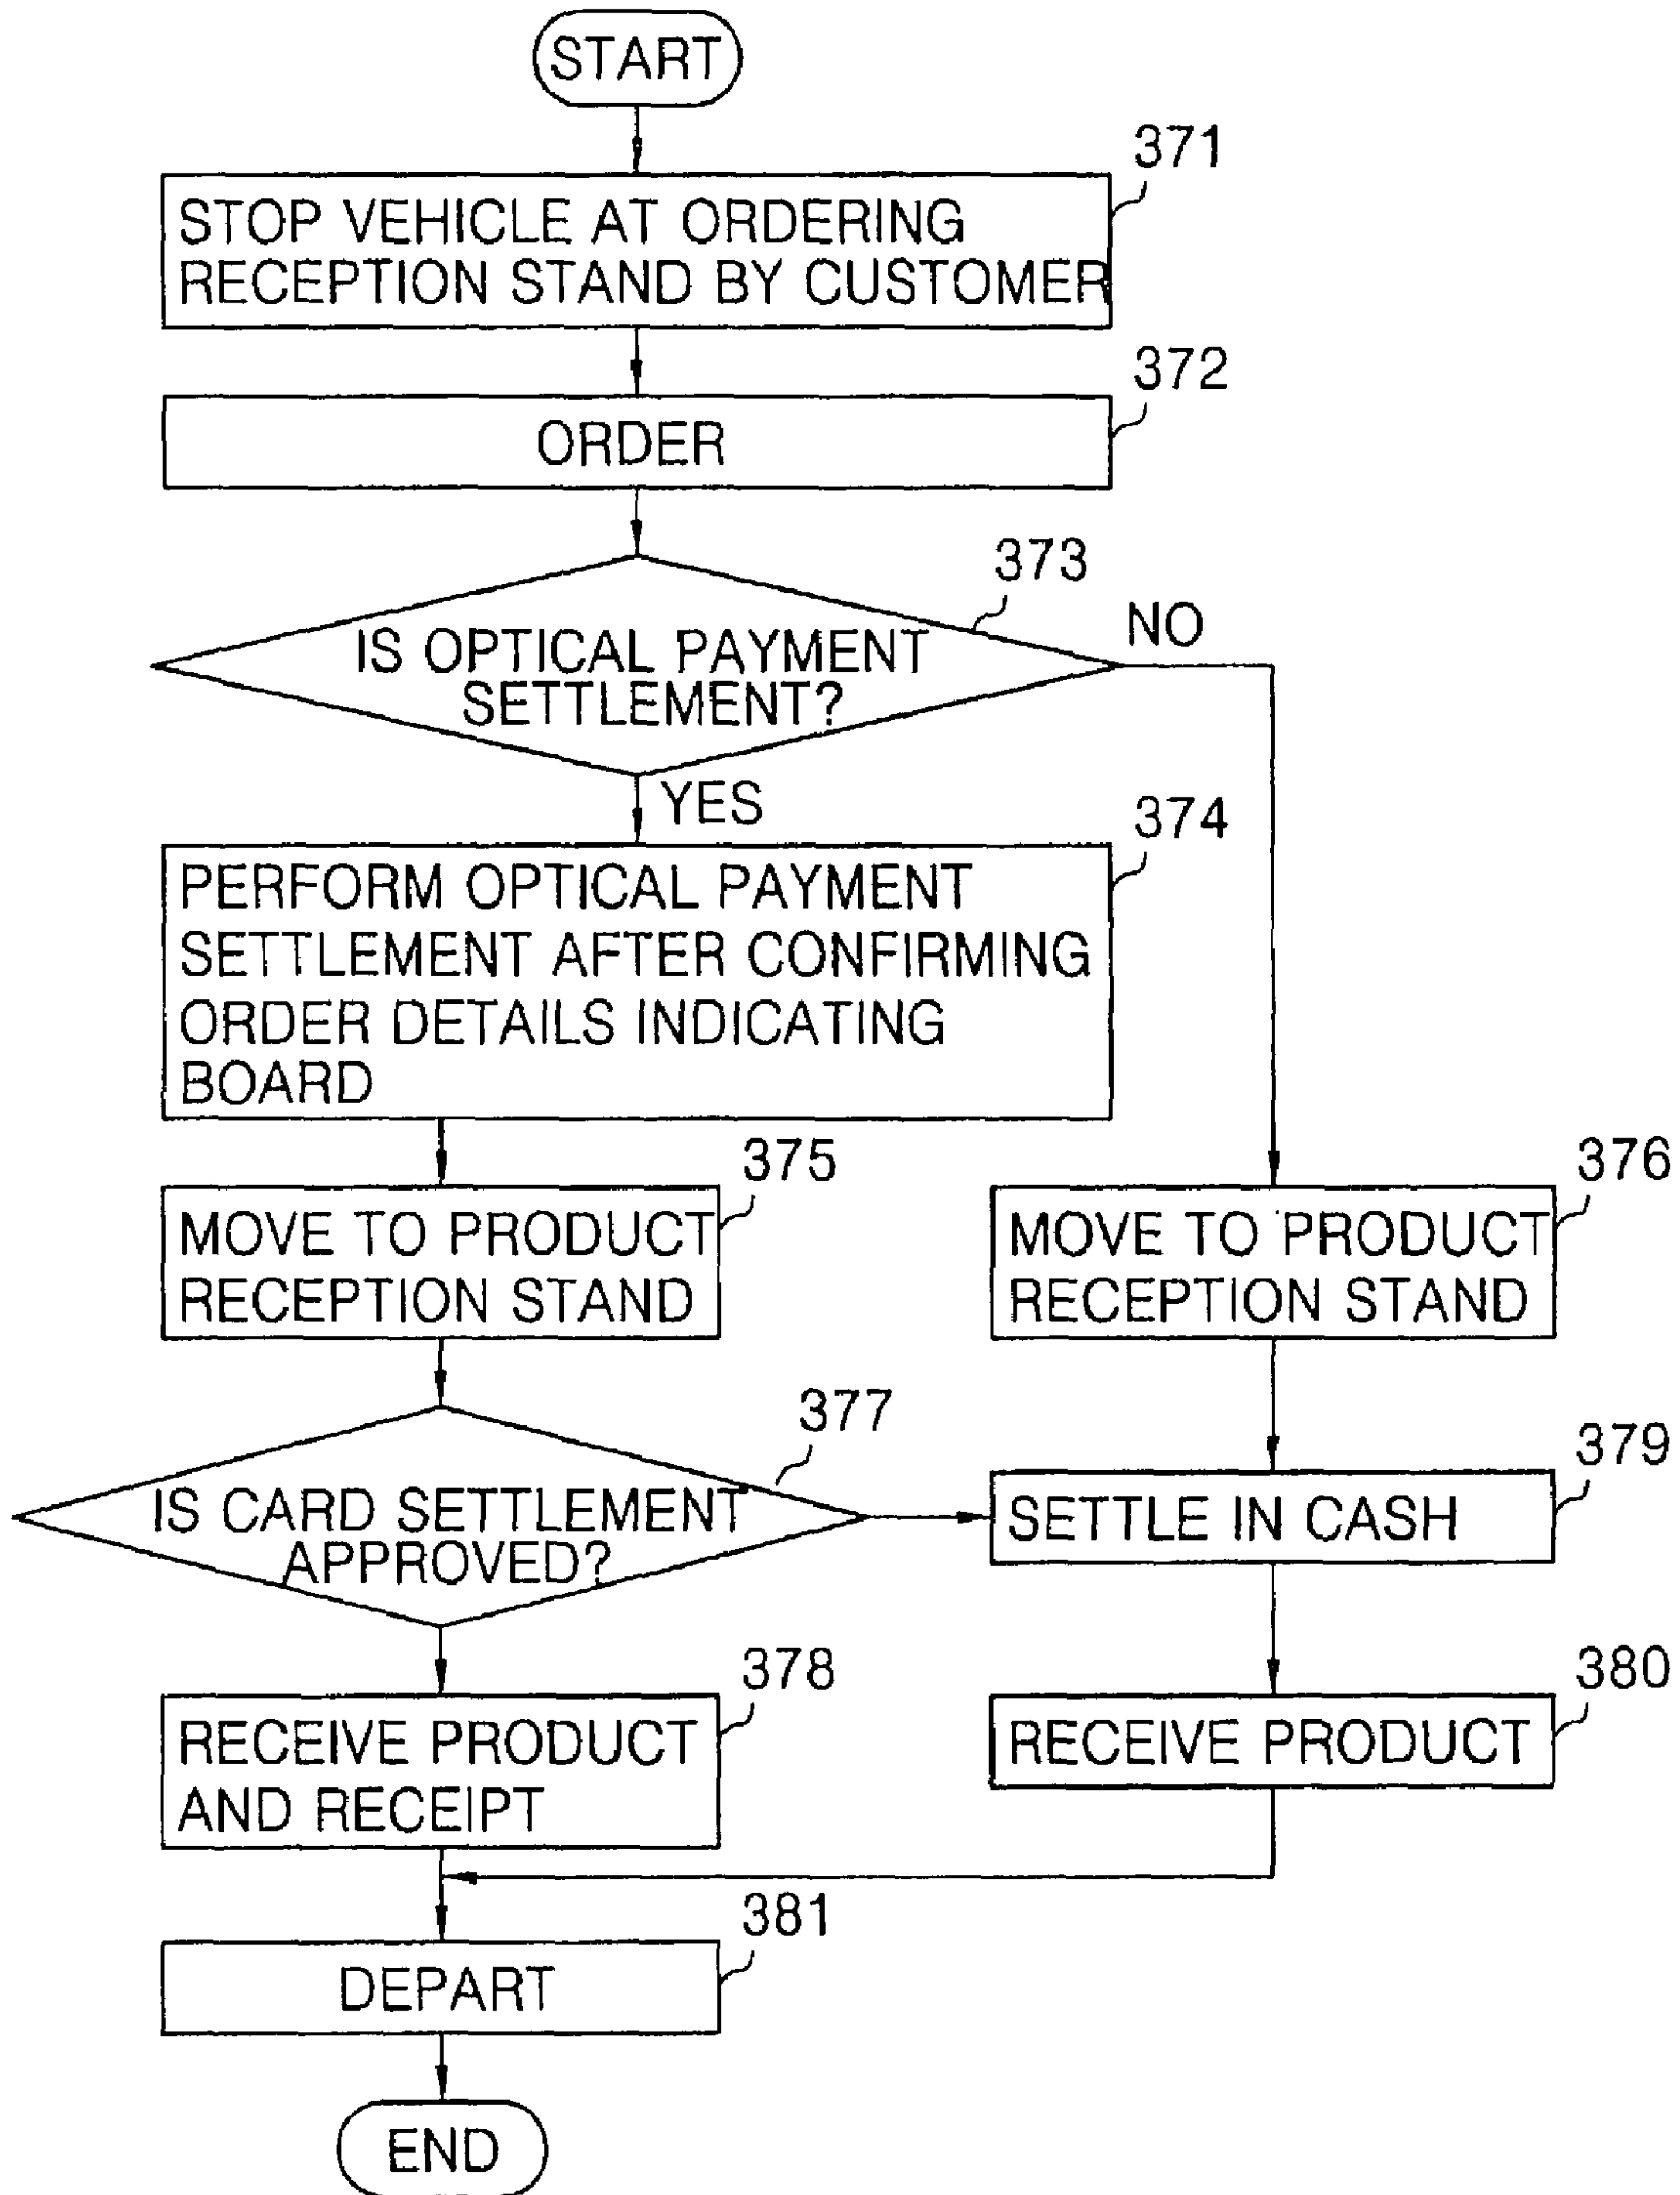 START
371
STOP VEHICLE AT ORDERING
RECEPTION STAND BY CUSTOMER
372
ORDER
373
NO
IS OPTICAL PAYMENT
SETTLEMENT?
YES
374
PERFORM OPTICAL PAYMENT
SETTLEMENT AFTER CONFIRMING
ORDER DETAILS INDICATING
BOARD
375
MOVE TO PRODUCT
RECEPTION STAND
376
MOVE TO PRODUCT
RECEPTION STAND
377
IS CARD SETTLEMENT
APPROVED?
379
SETTLE IN CASH
378
RECEIVE PRODUCT
AND RECEIPT
380
RECEIVE PRODUCT
381
DEPART
END